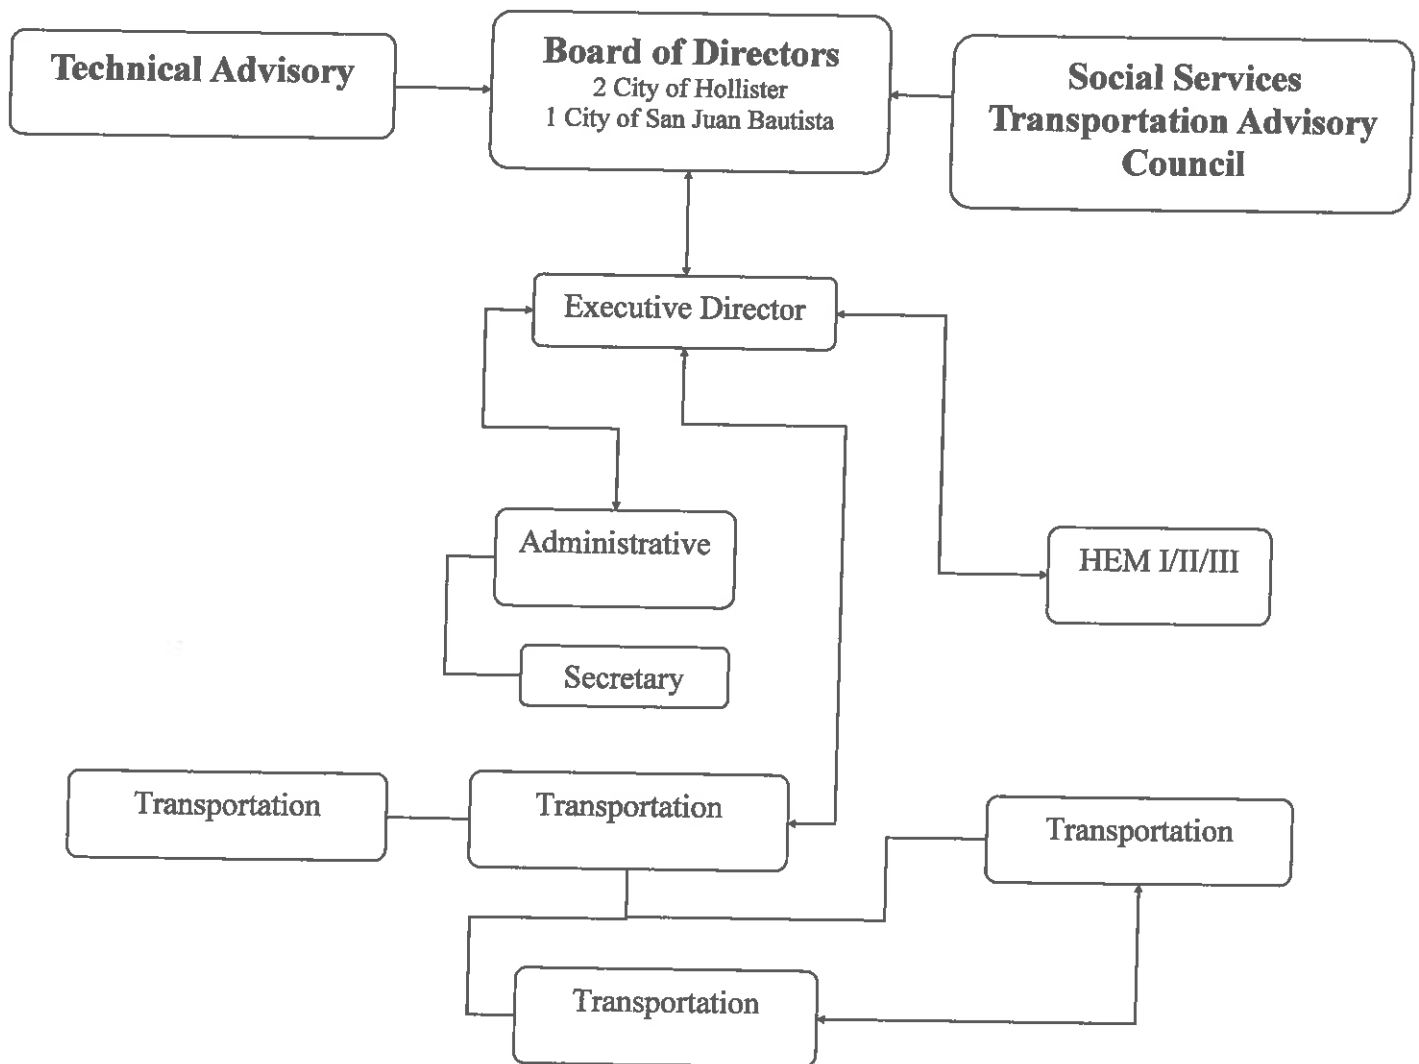 Technical Advisory
Board of Directors
2 City of Hollister
1 City of San Juan Bautista
Social Services
Transportation Advisory
Council
Executive Director
Administrative
HEM I/II/III
Secretary
Transportation
Transportation
Transportation
Transportation